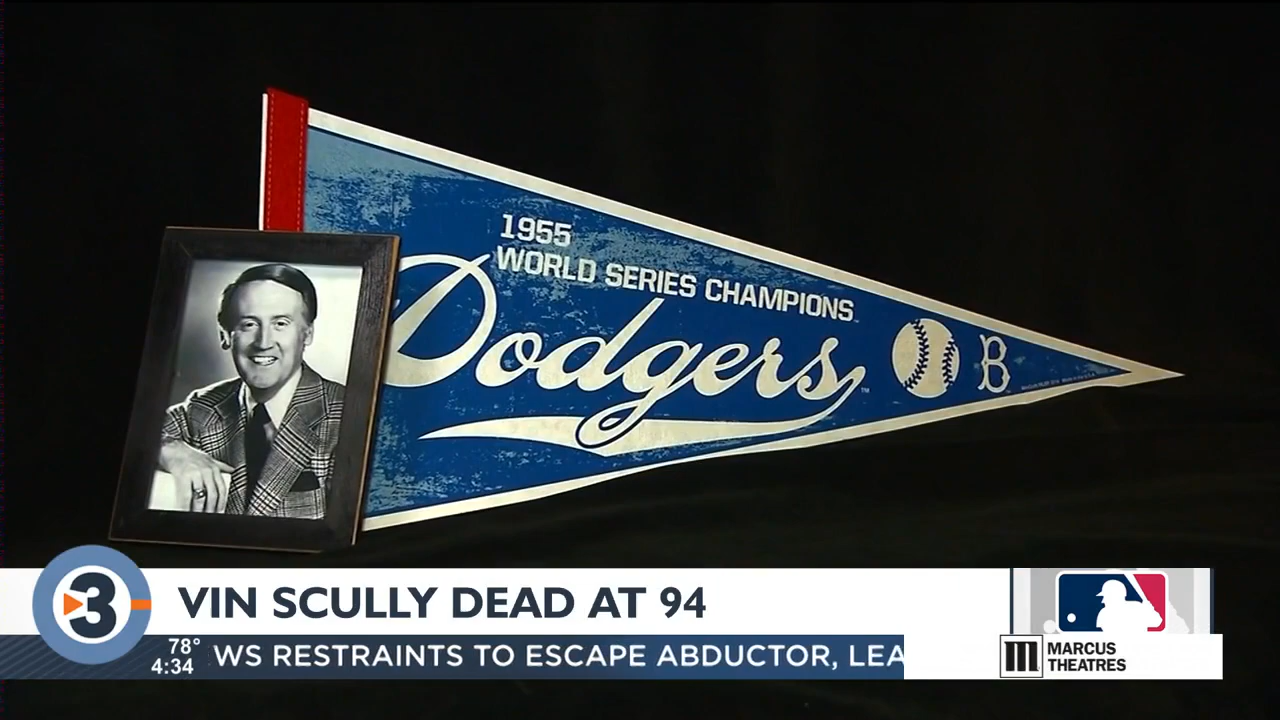 1955
WORLD SERIES CHAMPIONS
Dodgers
B
3
VIN SCULLY DEAD AT 94
78°
4:34
WS RESTRAINTS TO ESCAPE ABDUCTOR, LEA
MARCUS
THEATRES